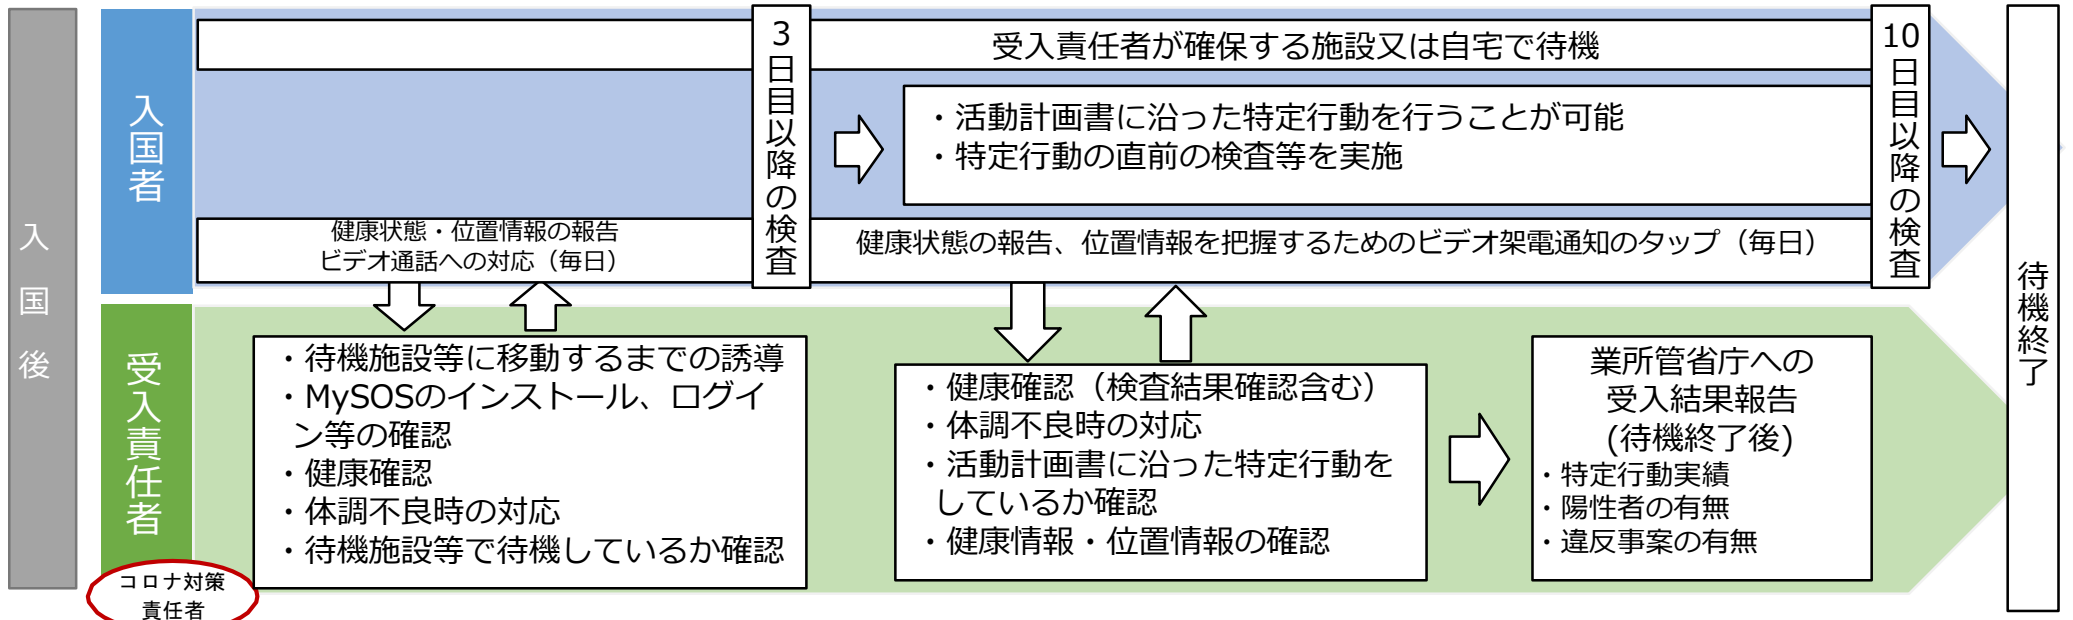 入国後
入国者
受入責任者が確保する施設又は自宅で待機
3日目以降の検査
・活動計画書に沿った特定行動を行うことが可能
・特定行動の直前の検査等を実施
10日目以降の検査
健康状態・位置情報の報告
ビデオ通話への対応（毎日）
健康状態の報告、位置情報を把握するためのビデオ架電通知のタップ（毎日）
待機終了
受入責任者
コロナ対策
責任者
・待機施設等に移動するまでの誘導
・MySOSのインストール、ログイ
ン等の確認
・健康確認
・体調不良時の対応
・待機施設等で待機しているか確認
・健康確認（検査結果確認含む）
・体調不良時の対応
・活動計画書に沿った特定行動を
しているか確認
・健康情報・位置情報の確認
業所管省庁への
受入結果報告
(待機終了後)
・特定行動実績
・陽性者の有無
・違反事案の有無